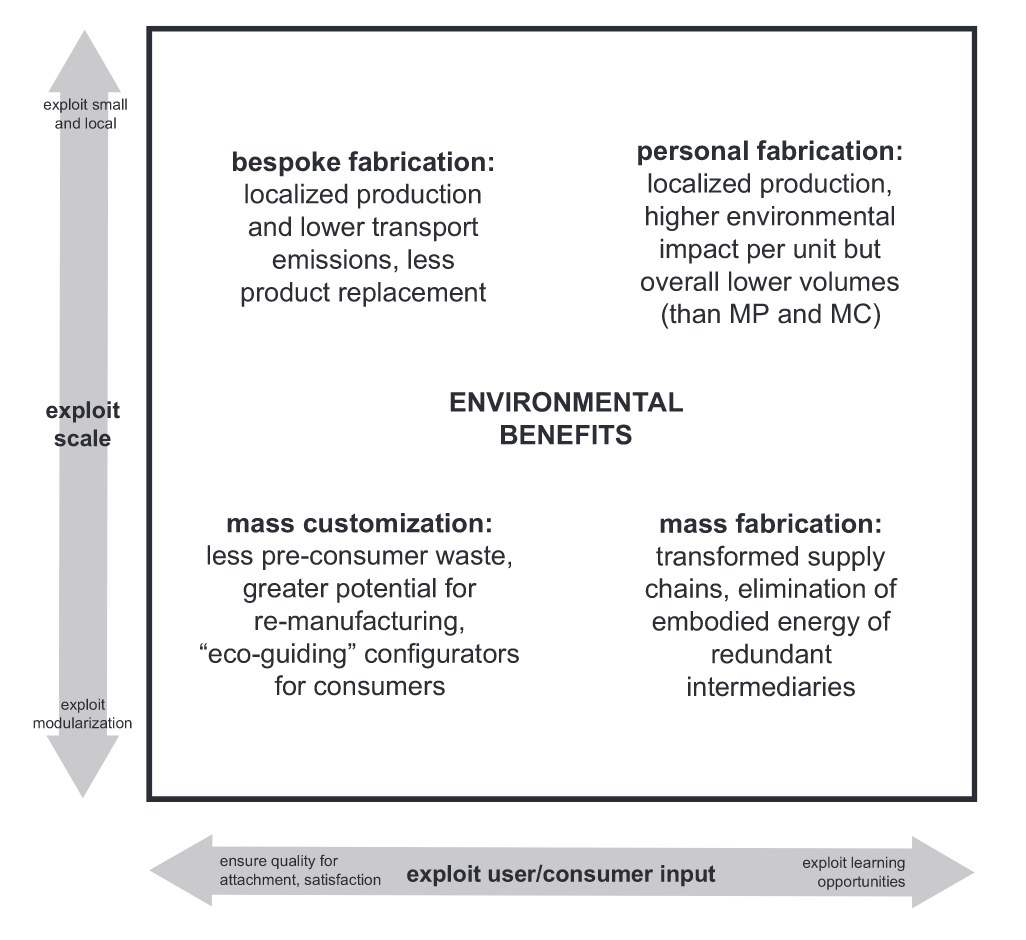 exploit small
and local
bespoke fabrication:
localized production
and lower transport
emissions, less
product replacement
personal fabrication:
localized production,
higher environmental
impact per unit but
overall lower volumes
(than MP and MC)
exploit
scale
ENVIRONMENTAL
BENEFITS
mass customization:
less pre-consumer waste,
greater potential for
re-manufacturing,
“eco-guiding” configurators
for consumers
mass fabrication:
transformed supply
chains, elimination of
embodied energy of
redundant
intermediaries
exploit
modularization
ensure quality for
attachment, satisfaction
exploit user/consumer input
exploit learning
opportunities